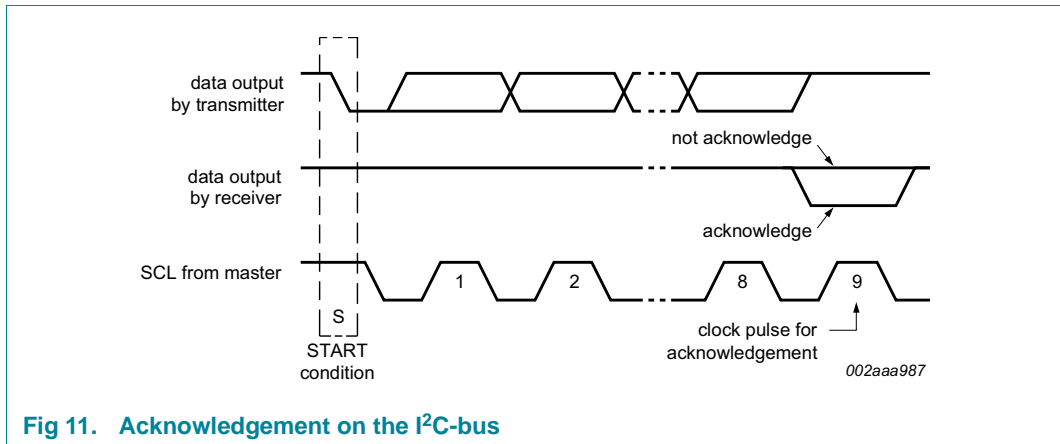 data output
by transmitter
not acknowledge
data output
by receiver
acknowledge
SCL from master
1
2
8
9
S
START
condition
clock pulse for
acknowledgement
002aaa987
Fig 11. Acknowledgement on the I²C-bus